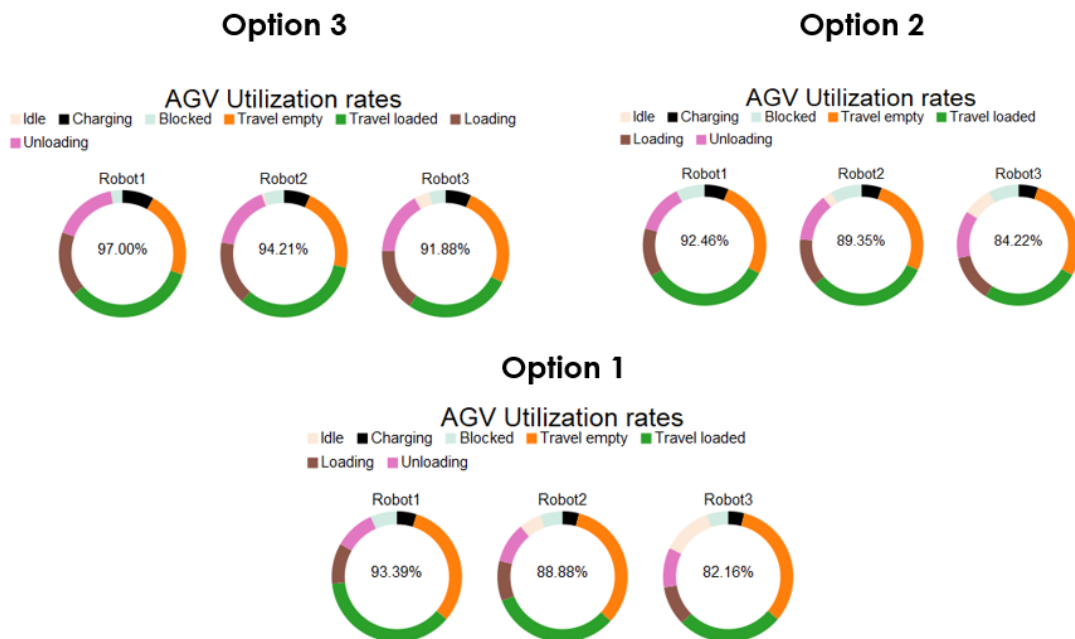 Option 3
AGV Utilization rates
Idle Charging Blocked Travel empty Travel loaded Loading
Unloading
Robot1 Robot2 Robot3
97.00% 94.21% 91.88%
Option 2
AGV Utilization rates
Idle Charging Blocked Travel empty Travel loaded
Loading Unloading
Robot1 Robot2 Robot3
92.46% 89.35% 84.22%
Option 1
AGV Utilization rates
Idle Charging Blocked Travel empty Travel loaded
Loading Unloading
Robot1 Robot2 Robot3
93.39% 88.88% 82.16%